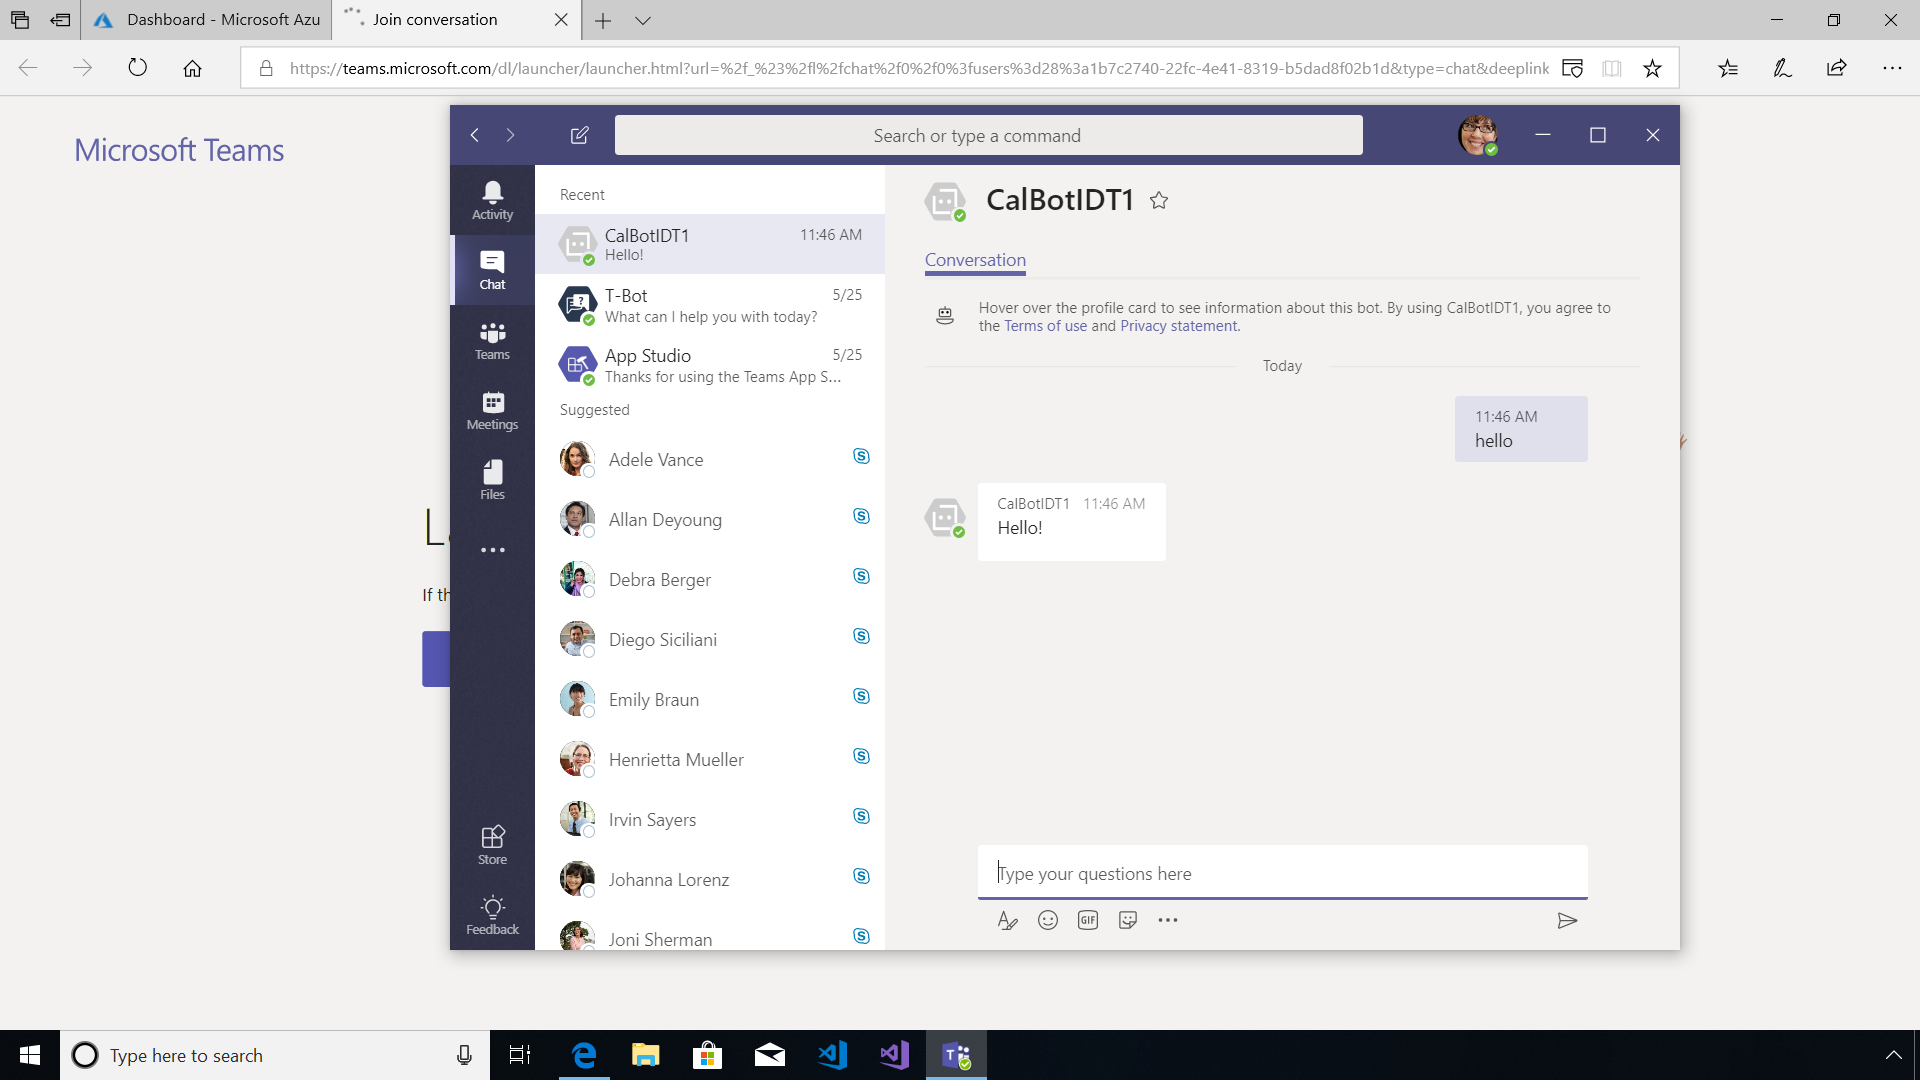 Dashboard - Microsoft Azu
Join conversation
https://teams.microsoft.com/dl/launcher/launcher.html?url=%2f_%23%2fl%2fchat%2f0%2f0%3fusers%3d28%3a1b7c2740-22fc-4e41-8319-b5dad8f02b1d&type=chat&deeplink
Microsoft Teams
Search or type a command
Activity
Chat
Teams
Meetings
Files
Store
Feedback
Recent
CalBotIDT1 11:46 AM
Hello!
T-Bot 5/25
What can I help you with today?
App Studio 5/25
Thanks for using the Teams App S...
Suggested
Adele Vance
Allan Deyoung
Debra Berger
Diego Siciliani
Emily Braun
Henrietta Mueller
Irvin Sayers
Johanna Lorenz
Joni Sherman
CalBotIDT1
Conversation
Hover over the profile card to see information about this bot. By using CalBotIDT1, you agree to
the Terms of use and Privacy statement.
Today
11:46 AM
hello
CalBotIDT1 11:46 AM
Hello!
Type your questions here
GIF
If th
Type here to search